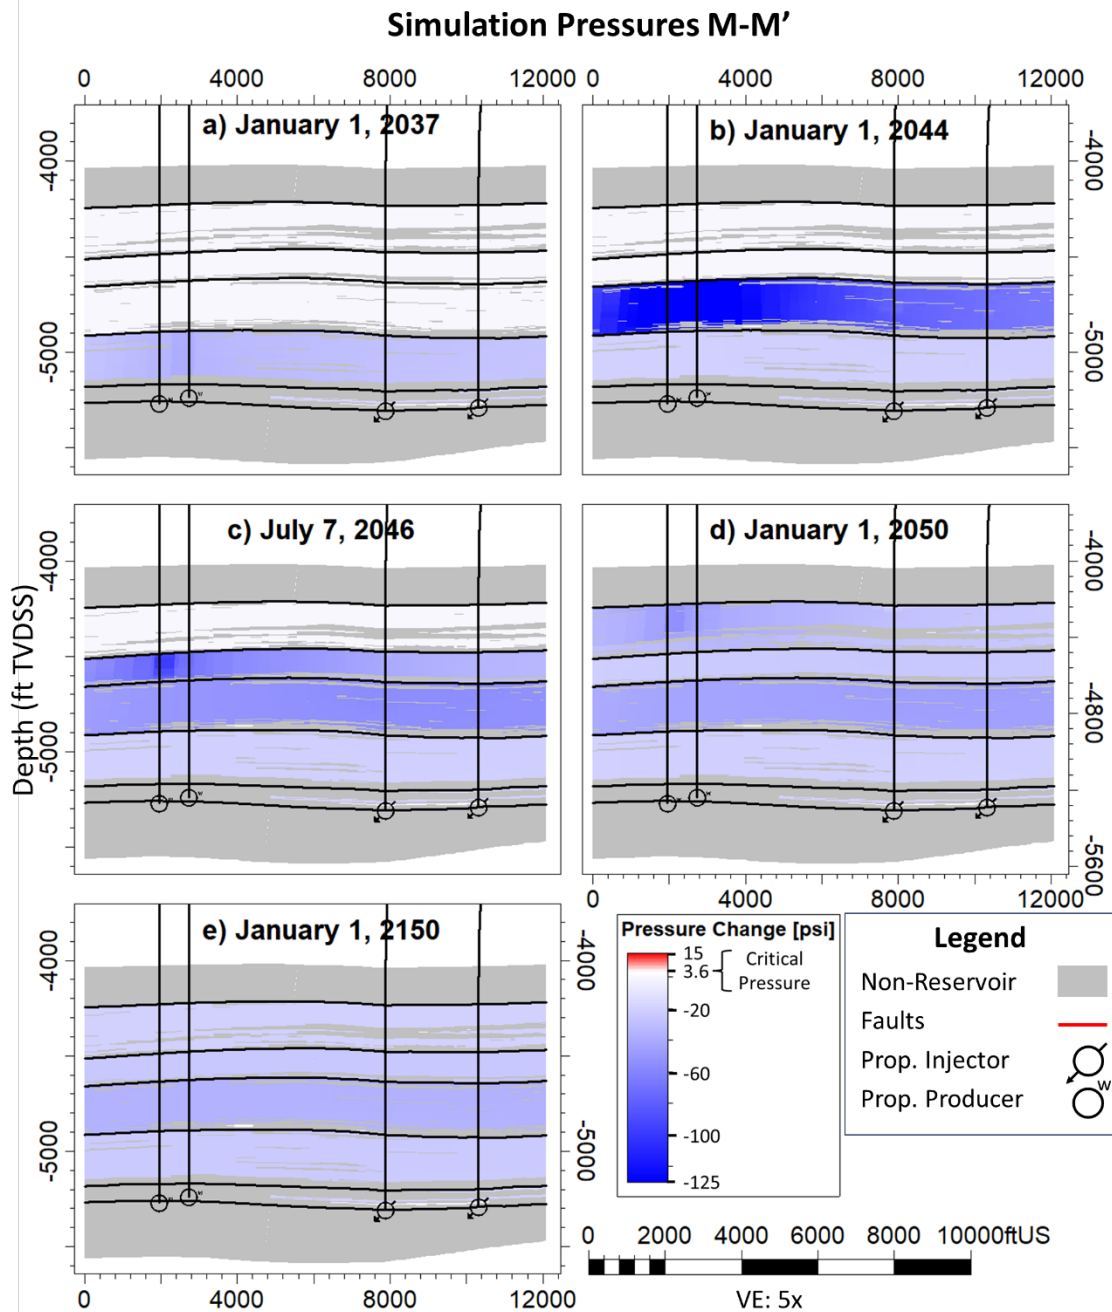 Simulation Pressures M-M’
0 4000 8000 12000 0 4000 8000 12000
a) January 1, 2037
b) January 1, 2044
-4000
-5000
-4000
-5000
w w
w w
c) July 7, 2046
d) January 1, 2050
Depth (ft TVDSS)
-4000
-5000
-4000
-4800
-5600
w w
w w
0 4000 8000 12000
e) January 1, 2150
-4000
-5000
-4000
-5000
w w
0 4000 8000 12000
Pressure Change [psi]
15
3.6
-20
-60
-100
-125
Critical
Pressure
Legend
Non-Reservoir
Faults
Prop. Injector
Prop. Producer
w
0 2000 4000 6000 8000 10000ftUS
VE: 5x